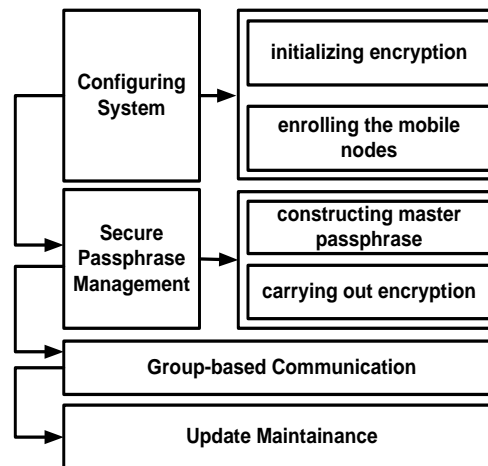 Configuring
System
initializing encryption
enrolling the mobile
nodes
Secure
Passphrase
Management
constructing master
passphrase
carrying out encryption
Group-based Communication
Update Maintainance